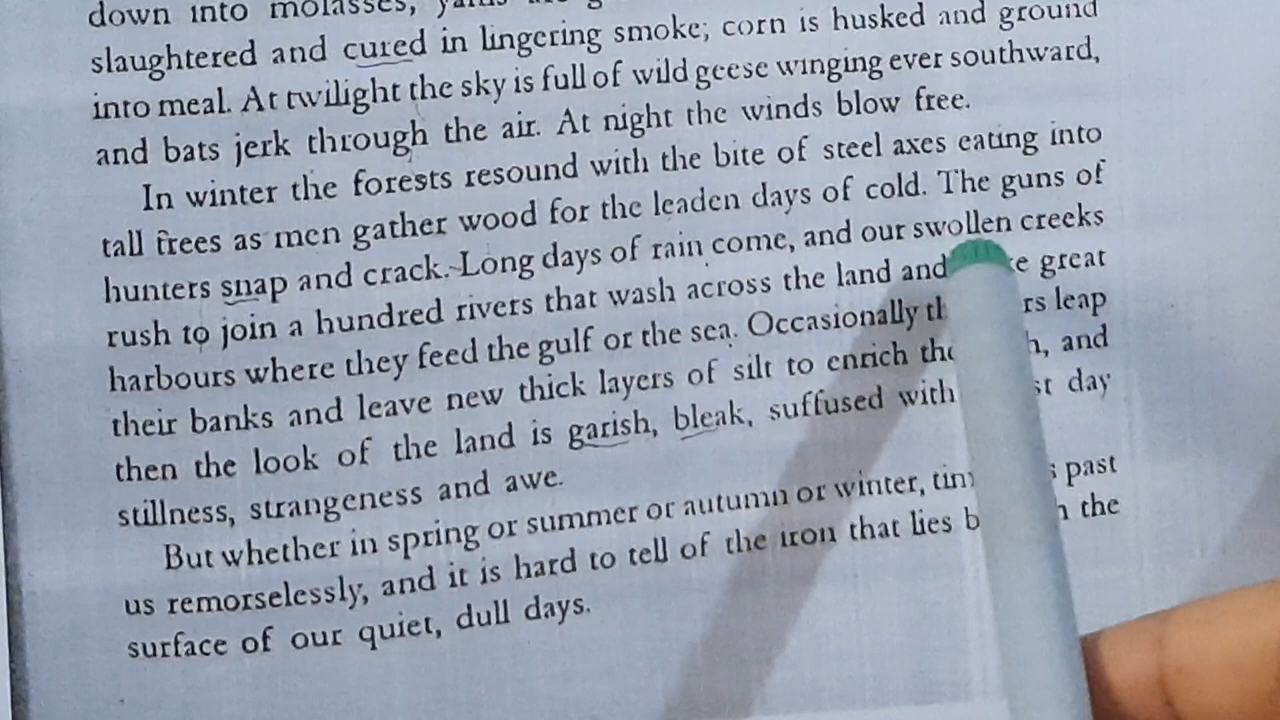 down into molasses,
slaughtered and cured in lingering smoke; corn is husked and ground
into meal. At twilight the sky is full of wild geese winging ever southward,
and bats jerk through the air. At night the winds blow free.
In winter the forests resound with the bite of steel axes eating into
tall trees as men gather wood for the leaden days of cold. The guns of
hunters snap and crack. Long days of rain come, and our swollen creeks
rush to join a hundred rivers that wash across the land and great
harbours where they feed the gulf or the sea. Occasionally leap
their banks and leave new thick layers of silt to enrich and
then the look of the land is garish, bleak, suffused with day
stillness, strangeness and awe.
But whether in spring or summer or autumn or winter, past
us remorselessly, and it is hard to tell of the iron that lies the
surface of our quiet, dull days.